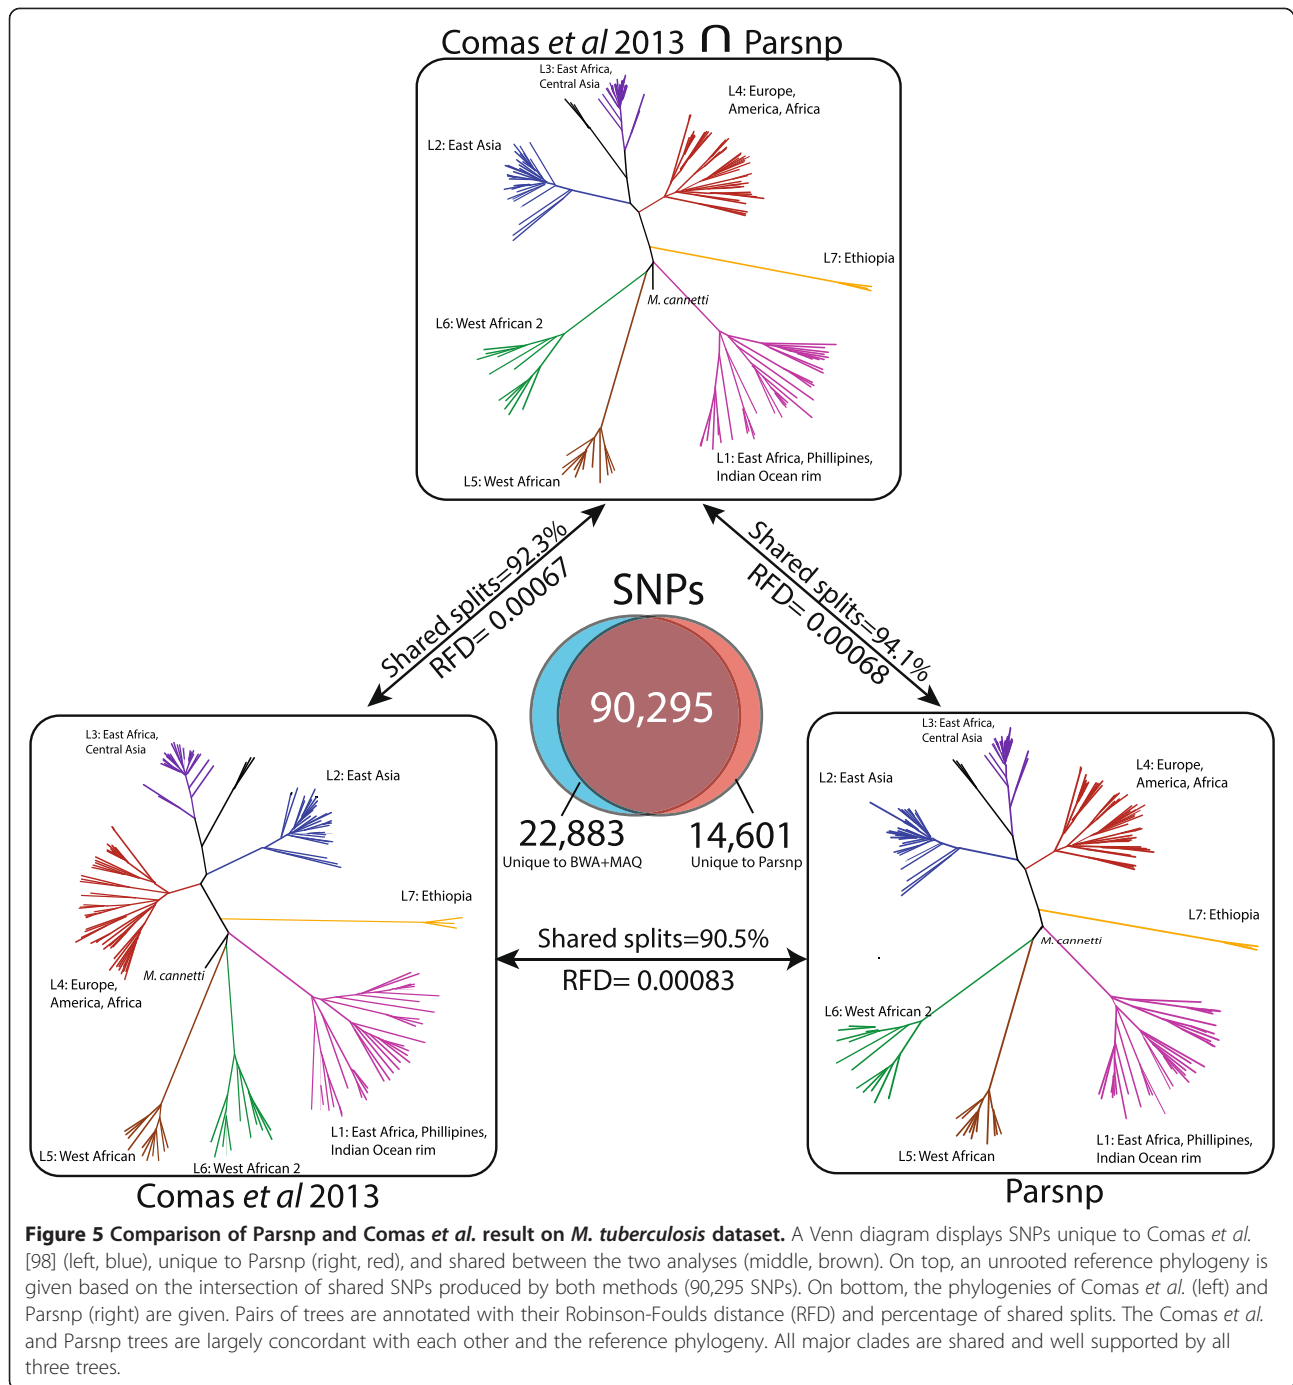 Comas et al 2013 ∩ Parsnp
L3: East Africa,
Central Asia
L4: Europe,
America, Africa
L2: East Asia
L7: Ethiopia
M. cannetti
L6: West African 2
L1: East Africa, Phillipines,
Indian Ocean rim
L5: West African
Shared splits=92.3%
RFD= 0.00067
Shared splits=94.1%
RFD= 0.00068
SNPs
90,295
22,883
Unique to BWA+MAQ
14,601
Unique to Parsnp
Shared splits=90.5%
RFD= 0.00083
L3: East Africa,
Central Asia
L2: East Asia
L7: Ethiopia
M. cannetti
L4: Europe,
America, Africa
L1: East Africa, Phillipines,
Indian Ocean rim
L5: West African
L6: West African 2
Comas et al 2013
L3: East Africa,
Central Asia
L4: Europe,
America, Africa
L2: East Asia
L7: Ethiopia
M. cannetti
L6: West African 2
L1: East Africa, Phillipines,
Indian Ocean rim
L5: West African
Parsnp
Figure 5 Comparison of Parsnp and Comas et al. result on M. tuberculosis dataset. A Venn diagram displays SNPs unique to Comas et al.
[98] (left, blue), unique to Parsnp (right, red), and shared between the two analyses (middle, brown). On top, an unrooted reference phylogeny is
given based on the intersection of shared SNPs produced by both methods (90,295 SNPs). On bottom, the phylogenies of Comas et al. (left) and
Parsnp (right) are given. Pairs of trees are annotated with their Robinson-Foulds distance (RFD) and percentage of shared splits. The Comas et al.
and Parsnp trees are largely concordant with each other and the reference phylogeny. All major clades are shared and well supported by all
three trees.